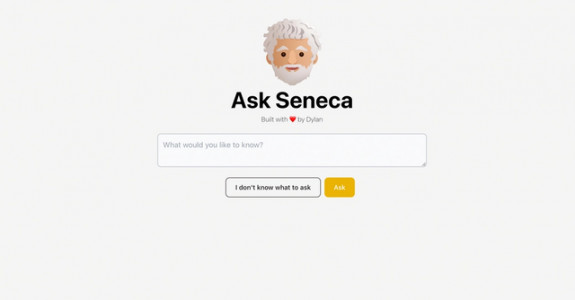 Ask Seneca
Built with ❤️ by Dylan
What would you like to know?
I don't know what to ask
Ask